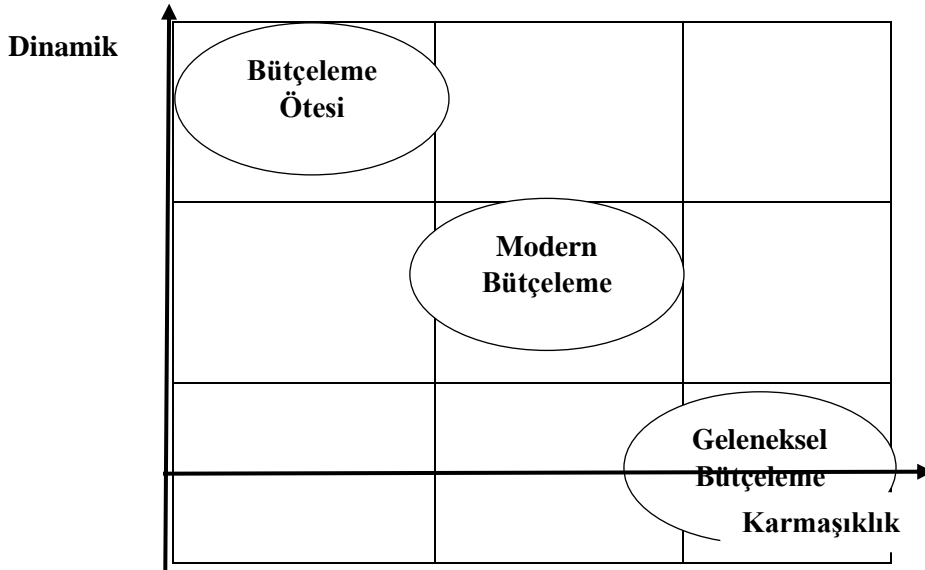 Dinamik
Bütçeleme
Ötesi
Modern
Bütçeleme
Geleneksel
Bütçeleme
Karmaşıklık